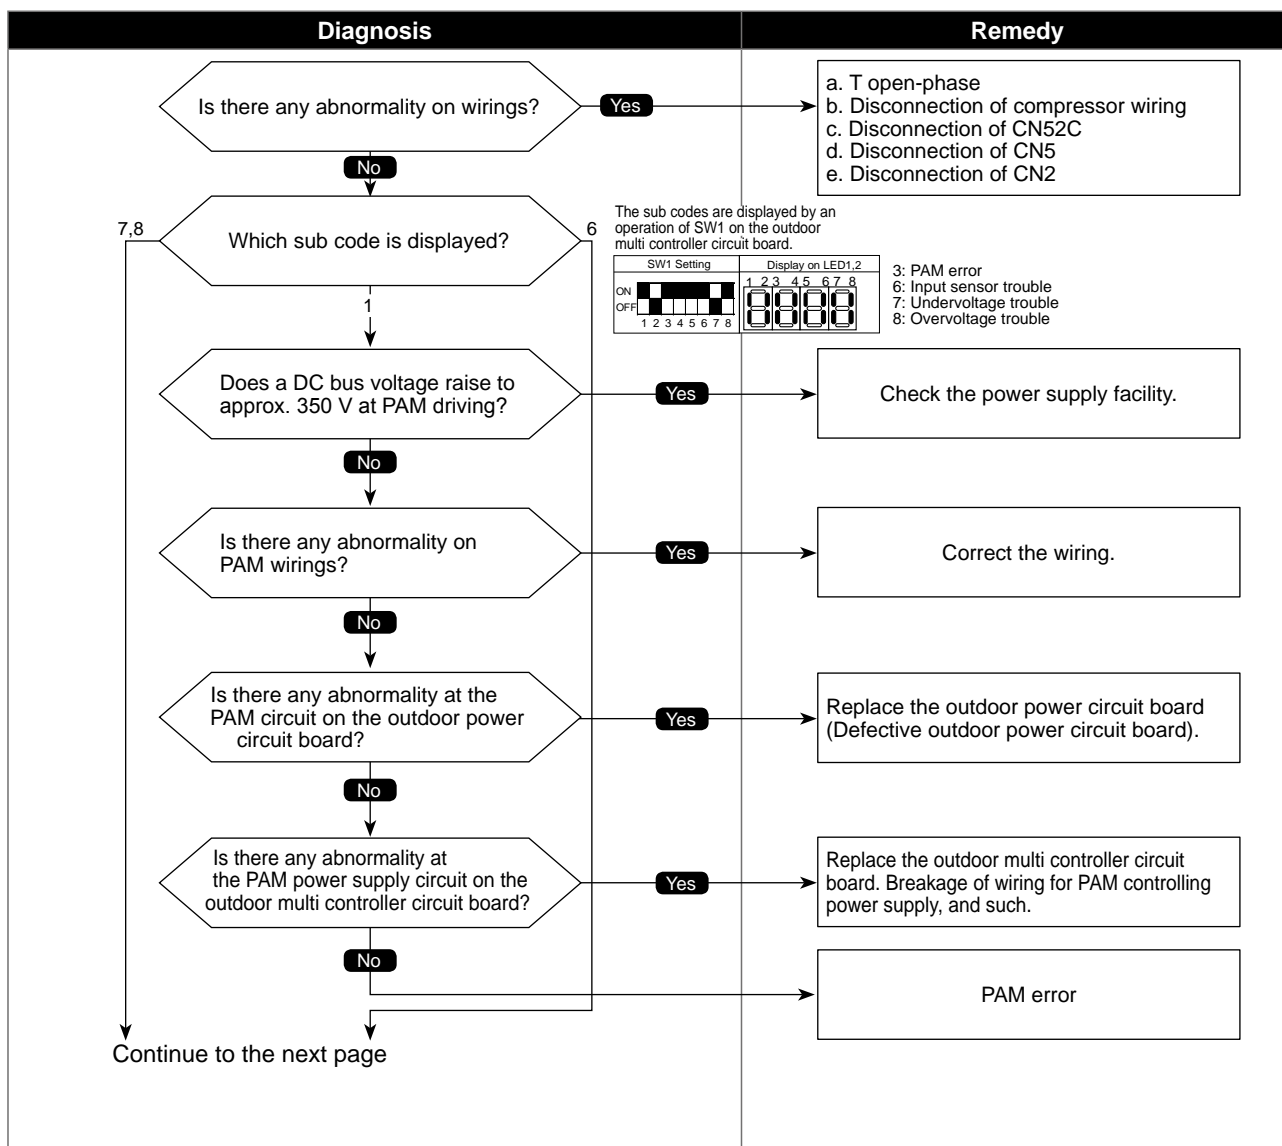 Diagnosis
Remedy
Is there any abnormality on wirings?
Yes
a. T open-phase
b. Disconnection of compressor wiring
c. Disconnection of CN52C
d. Disconnection of CN5
e. Disconnection of CN2
No
7,8
Which sub code is displayed?
6
The sub codes are displayed by an
operation of SW1 on the outdoor
multi controller circuit board.
SW1 Setting
Display on LED1,2
ON
OFF
1 2 3 4 5 6 7 8
1 2 3 4 5 6 7 8
3: PAM error
6: Input sensor trouble
7: Undervoltage trouble
8: Overvoltage trouble
1
Does a DC bus voltage raise to
approx. 350 V at PAM driving?
Yes
Check the power supply facility.
No
Is there any abnormality on
PAM wirings?
Yes
Correct the wiring.
No
Is there any abnormality at the
PAM circuit on the outdoor power
circuit board?
Yes
Replace the outdoor power circuit board
(Defective outdoor power circuit board).
No
Is there any abnormality at
the PAM power supply circuit on the
outdoor multi controller circuit board?
Yes
Replace the outdoor multi controller circuit
board. Breakage of wiring for PAM controlling
power supply, and such.
No
PAM error
Continue to the next page